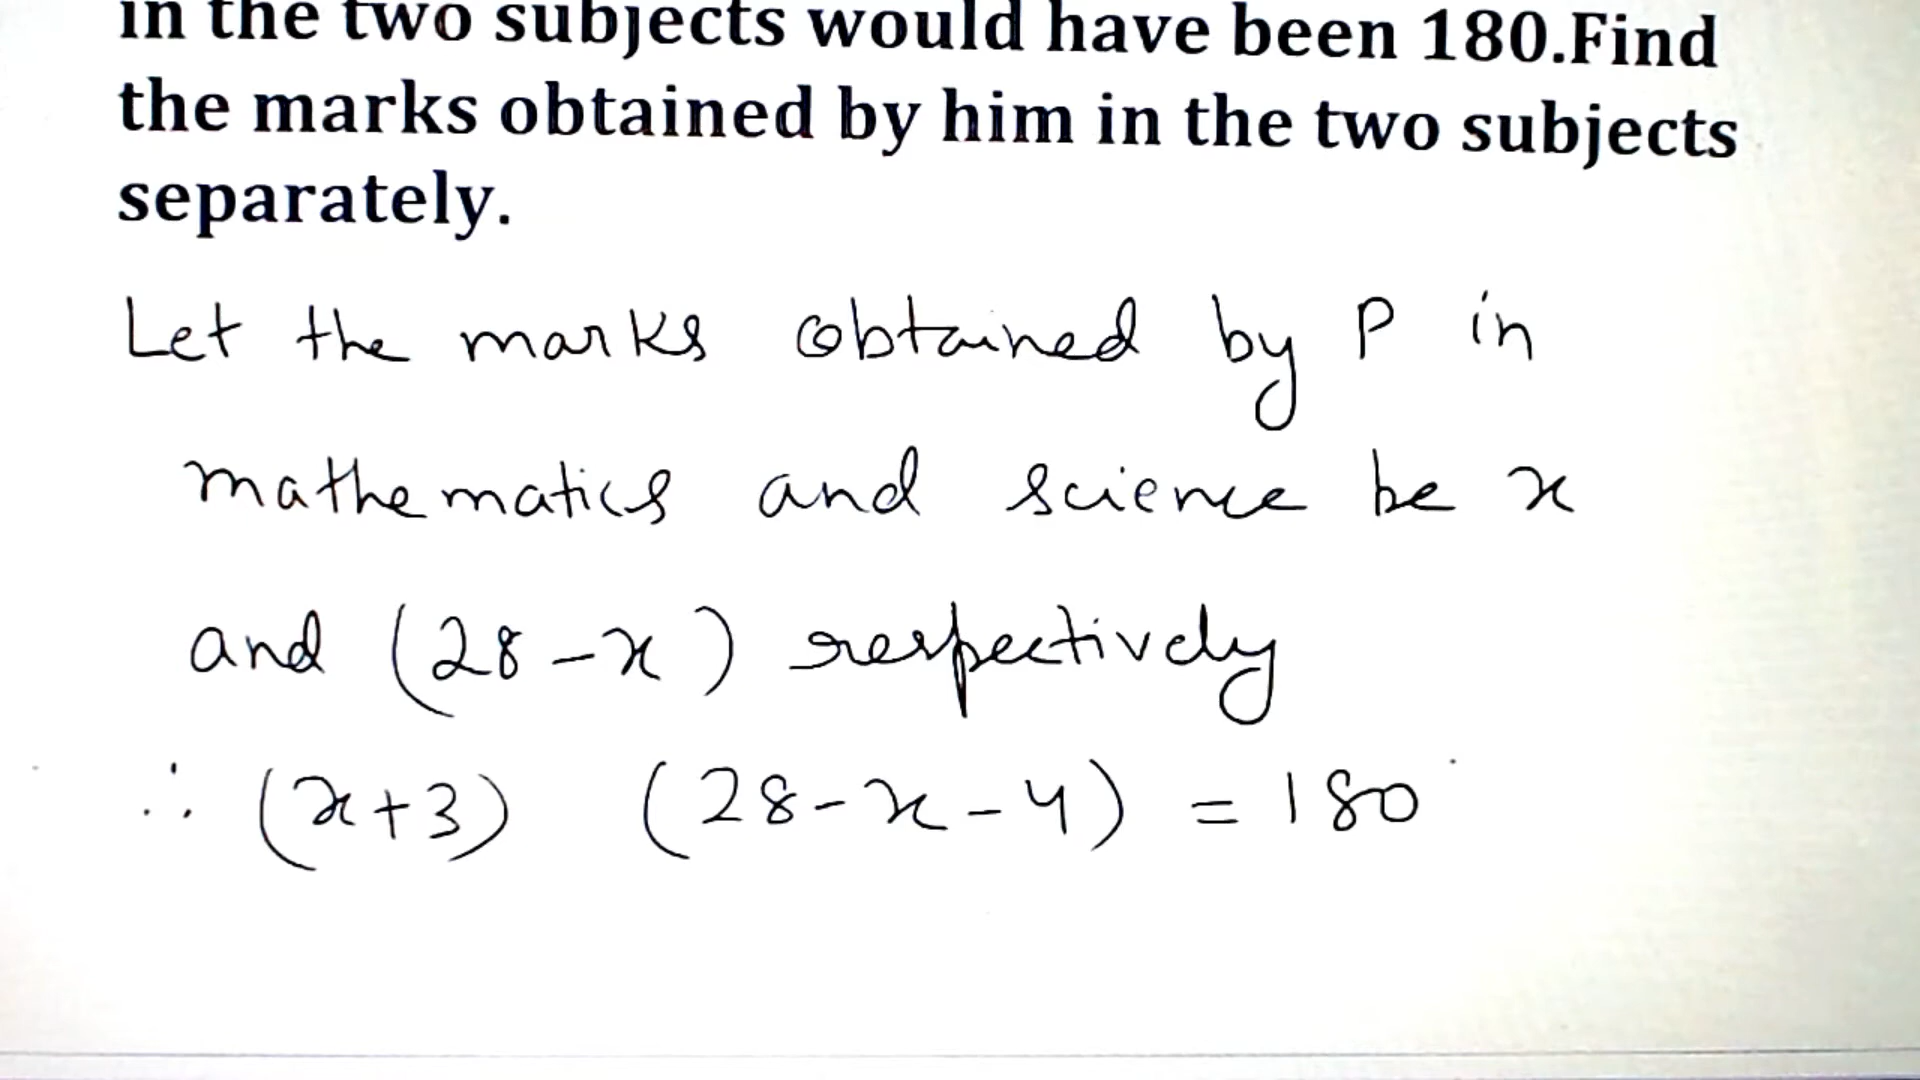 in the two subjects would have been 180.Find
the marks obtained by him in the two subjects
separately.
Let the marks obtained by P in
mathematics and science be x
and (28-x) respectively
∴ (x+3) (28-x-4) = 180